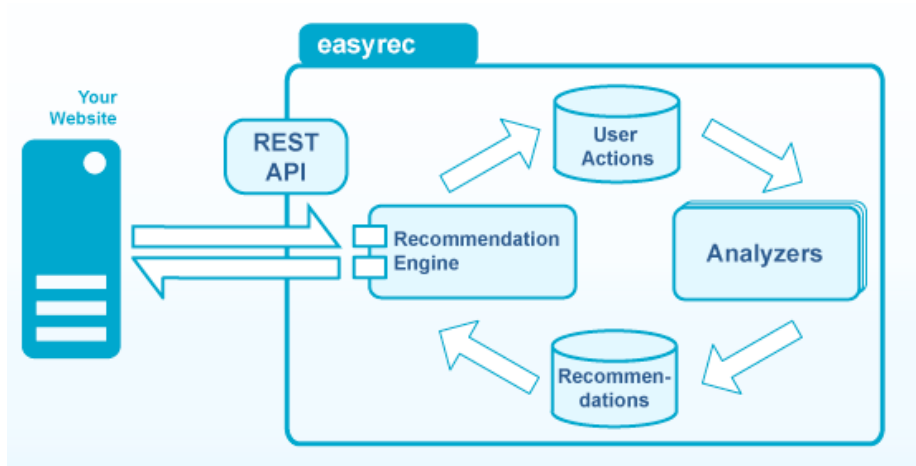 easyrec
Your
Website
REST
API
User
Actions
Recommendation
Engine
Analyzers
Recommen-
dations